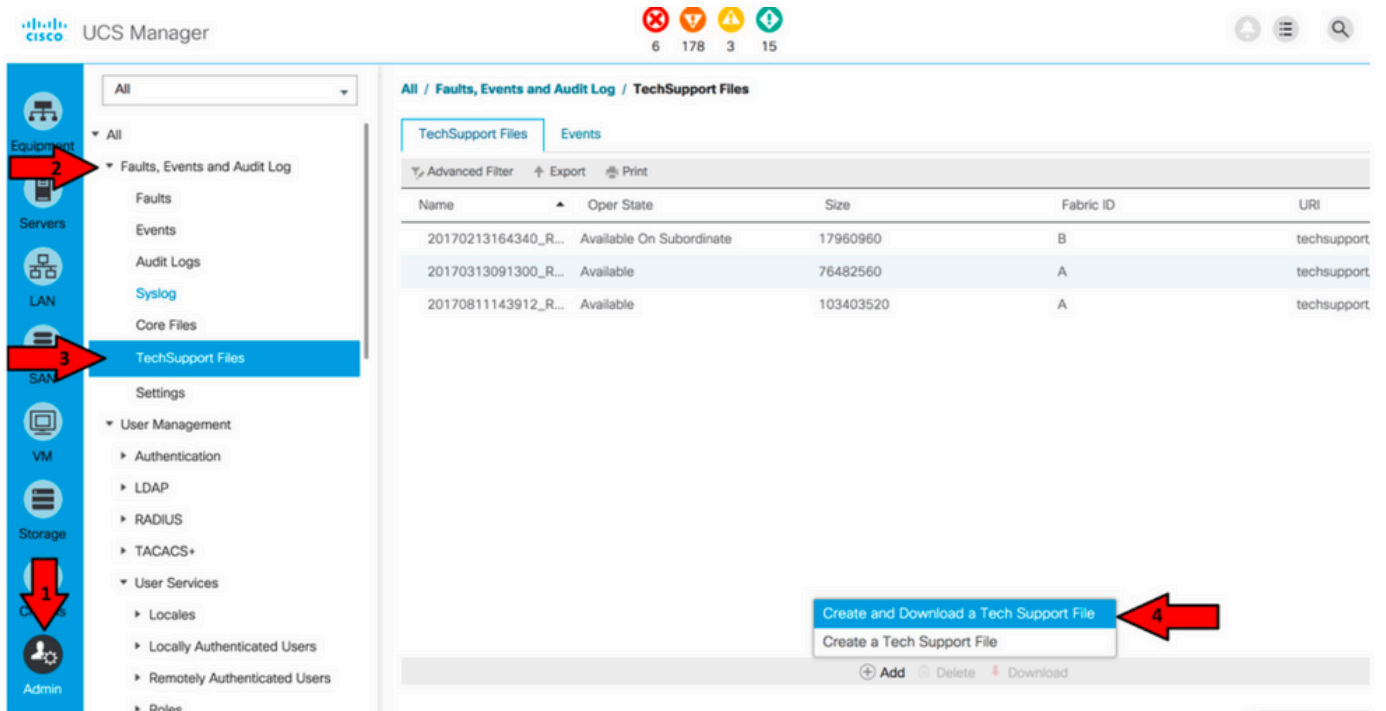 cisco UCS Manager
6 178 3 15
Equipment
Servers
LAN
SAN
VM
Storage
Admin
1
2
3
4
All
All
Faults, Events and Audit Log
Faults
Events
Audit Logs
Syslog
Core Files
TechSupport Files
Settings
User Management
Authentication
LDAP
RADIUS
TACACS+
User Services
Locales
Locally Authenticated Users
Remotely Authenticated Users
Roles
All / Faults, Events and Audit Log / TechSupport Files
TechSupport Files Events
Advanced Filter Export Print
Name Oper State Size Fabric ID URI
20170213164340_R... Available On Subordinate 17960960 B techsupport
20170313091300_R... Available 76482560 A techsupport
20170811143912_R... Available 103403520 A techsupport
Create and Download a Tech Support File
Create a Tech Support File
Add Delete Download